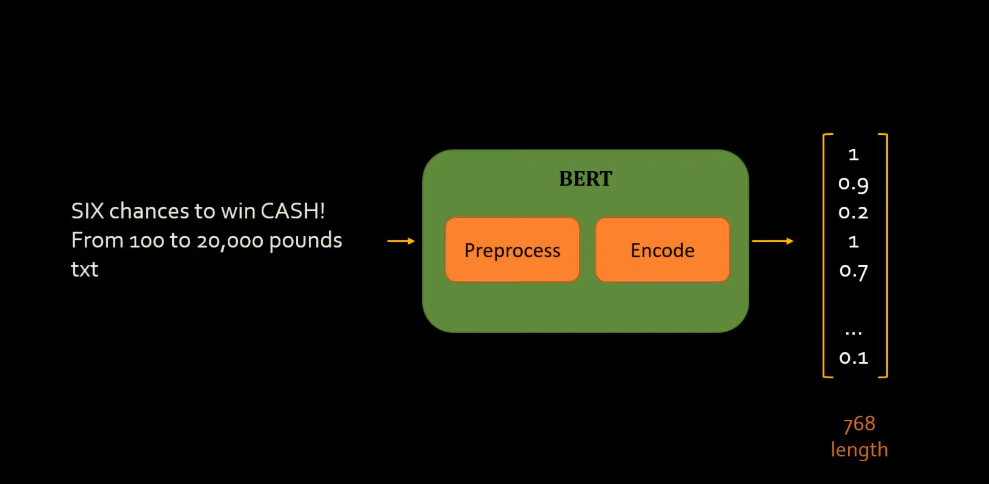 SIX chances to win CASH!
From 100 to 20,000 pounds
txt
BERT
Preprocess
Encode
1
0.9
0.2
1
0.7
...
0.1
768
length